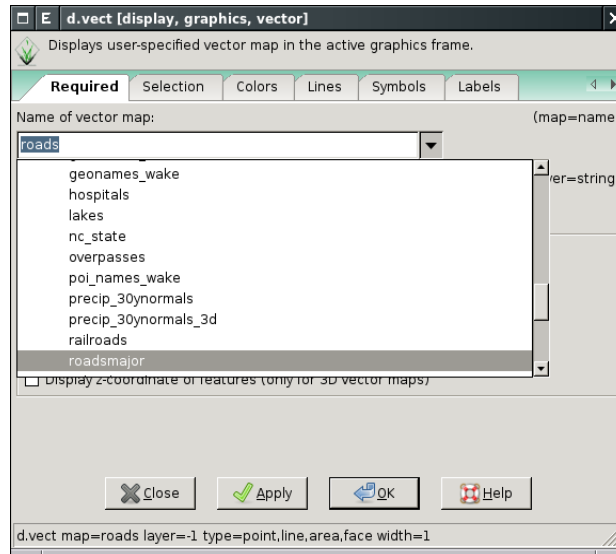 E d.vect [display, graphics, vector]
Displays user-specified vector map in the active graphics frame.
Required Selection Colors Lines Symbols Labels
Name of vector map: (map=name
roads
geonames_wake
hospitals
lakes
nc_state
overpasses
poi_names_wake
precip_30ynormals
precip_30ynormals_3d
railroads
roadsmajor
yer=string
Display z-coordinate of features (only for 3D vector maps)
Close Apply OK Help
d.vect map=roads layer=-1 type=point,line,area,face width=1